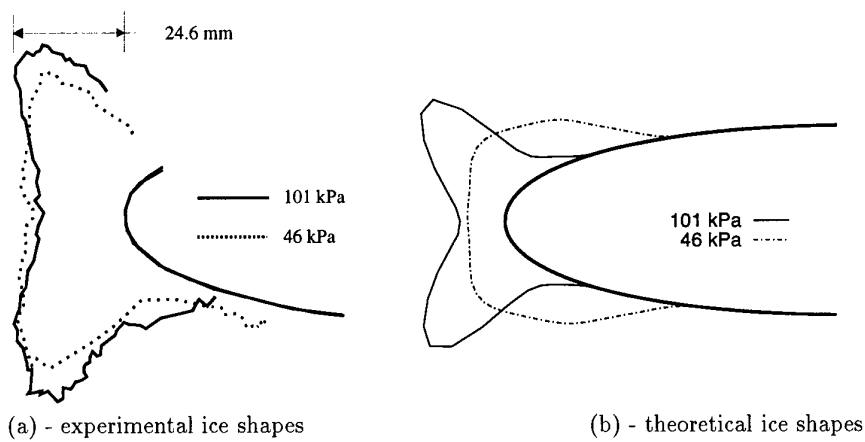 24.6 mm
101 kPa
46 kPa
101 kPa
46 kPa
(a) - experimental ice shapes
(b) - theoretical ice shapes